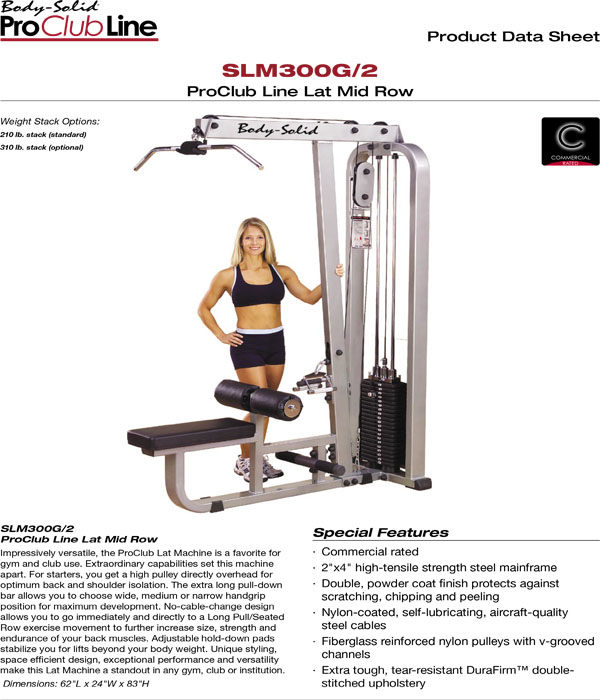 Body-Solid
ProClubLine
Product Data Sheet
SLM300G/2
ProClub Line Lat Mid Row
Weight Stack Options:
210 lb. stack (standard)
310 lb. stack (optional)
Body-Solid
C
COMMERCIAL
RATED
SLM300G/2
ProClub Line Lat Mid Row
Impressively versatile, the ProClub Lat Machine is a favorite for
gym and club use. Extraordinary capabilities set this machine
apart. For starters, you get a high pulley directly overhead for
optimum back and shoulder isolation. The extra long pull-down
bar allows you to choose wide, medium or narrow handgrip
position for maximum development. No-cable-change design
allows you to go immediately and directly to a Long Pull/Seated
Row exercise movement to further increase size, strength and
endurance of your back muscles. Adjustable hold-down pads
stabilize you for lifts beyond your body weight. Unique styling,
space efficient design, exceptional performance and versatility
make this Lat Machine a standout in any gym, club or institution.
Dimensions: 62"L x 24"W x 83"H
Special Features
· Commercial rated
· 2"x4" high-tensile strength steel mainframe
· Double, powder coat finish protects against
scratching, chipping and peeling
· Nylon-coated, self-lubricating, aircraft-quality
steel cables
· Fiberglass reinforced nylon pulleys with v-grooved
channels
· Extra tough, tear-resistant DuraFirm™ double-
stitched upholstery